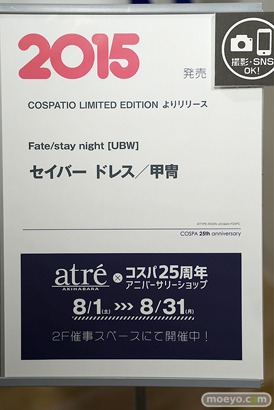 2015 発売
撮影・SNS
OK!
COSPATIO LIMITED EDITION よりリリース
Fate/stay night [UBW]
セイバー ドレス／甲冑
COSPA 25th anniversary
atré × コスパ25周年
AKIHABARA アニバーサリーショップ
8/1(土) >>> 8/31(月)
2F催事スペースにて開催中！
moeyo.com